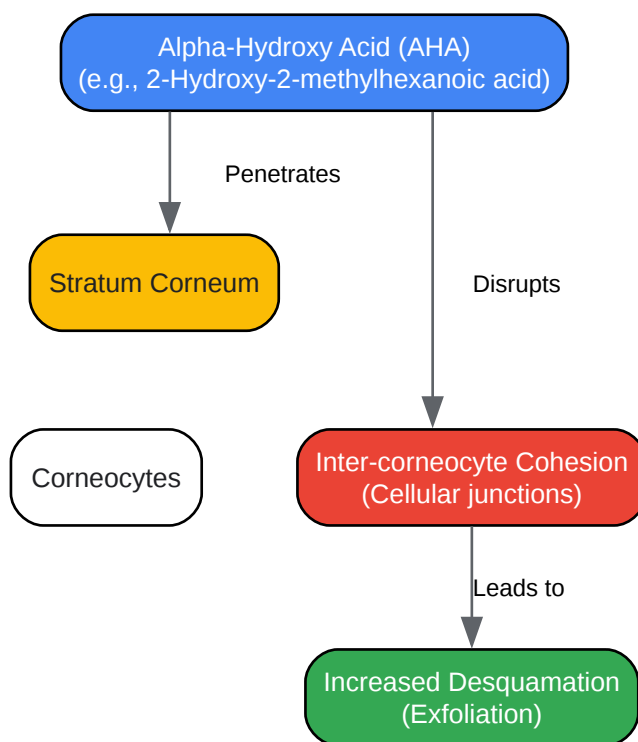 Alpha-Hydroxy Acid (AHA)
(e.g., 2-Hydroxy-2-methylhexanoic acid)
Penetrates
Stratum Corneum
Disrupts
Corneocytes
Inter-corneocyte Cohesion
(Cellular junctions)
Leads to
Increased Desquamation
(Exfoliation)